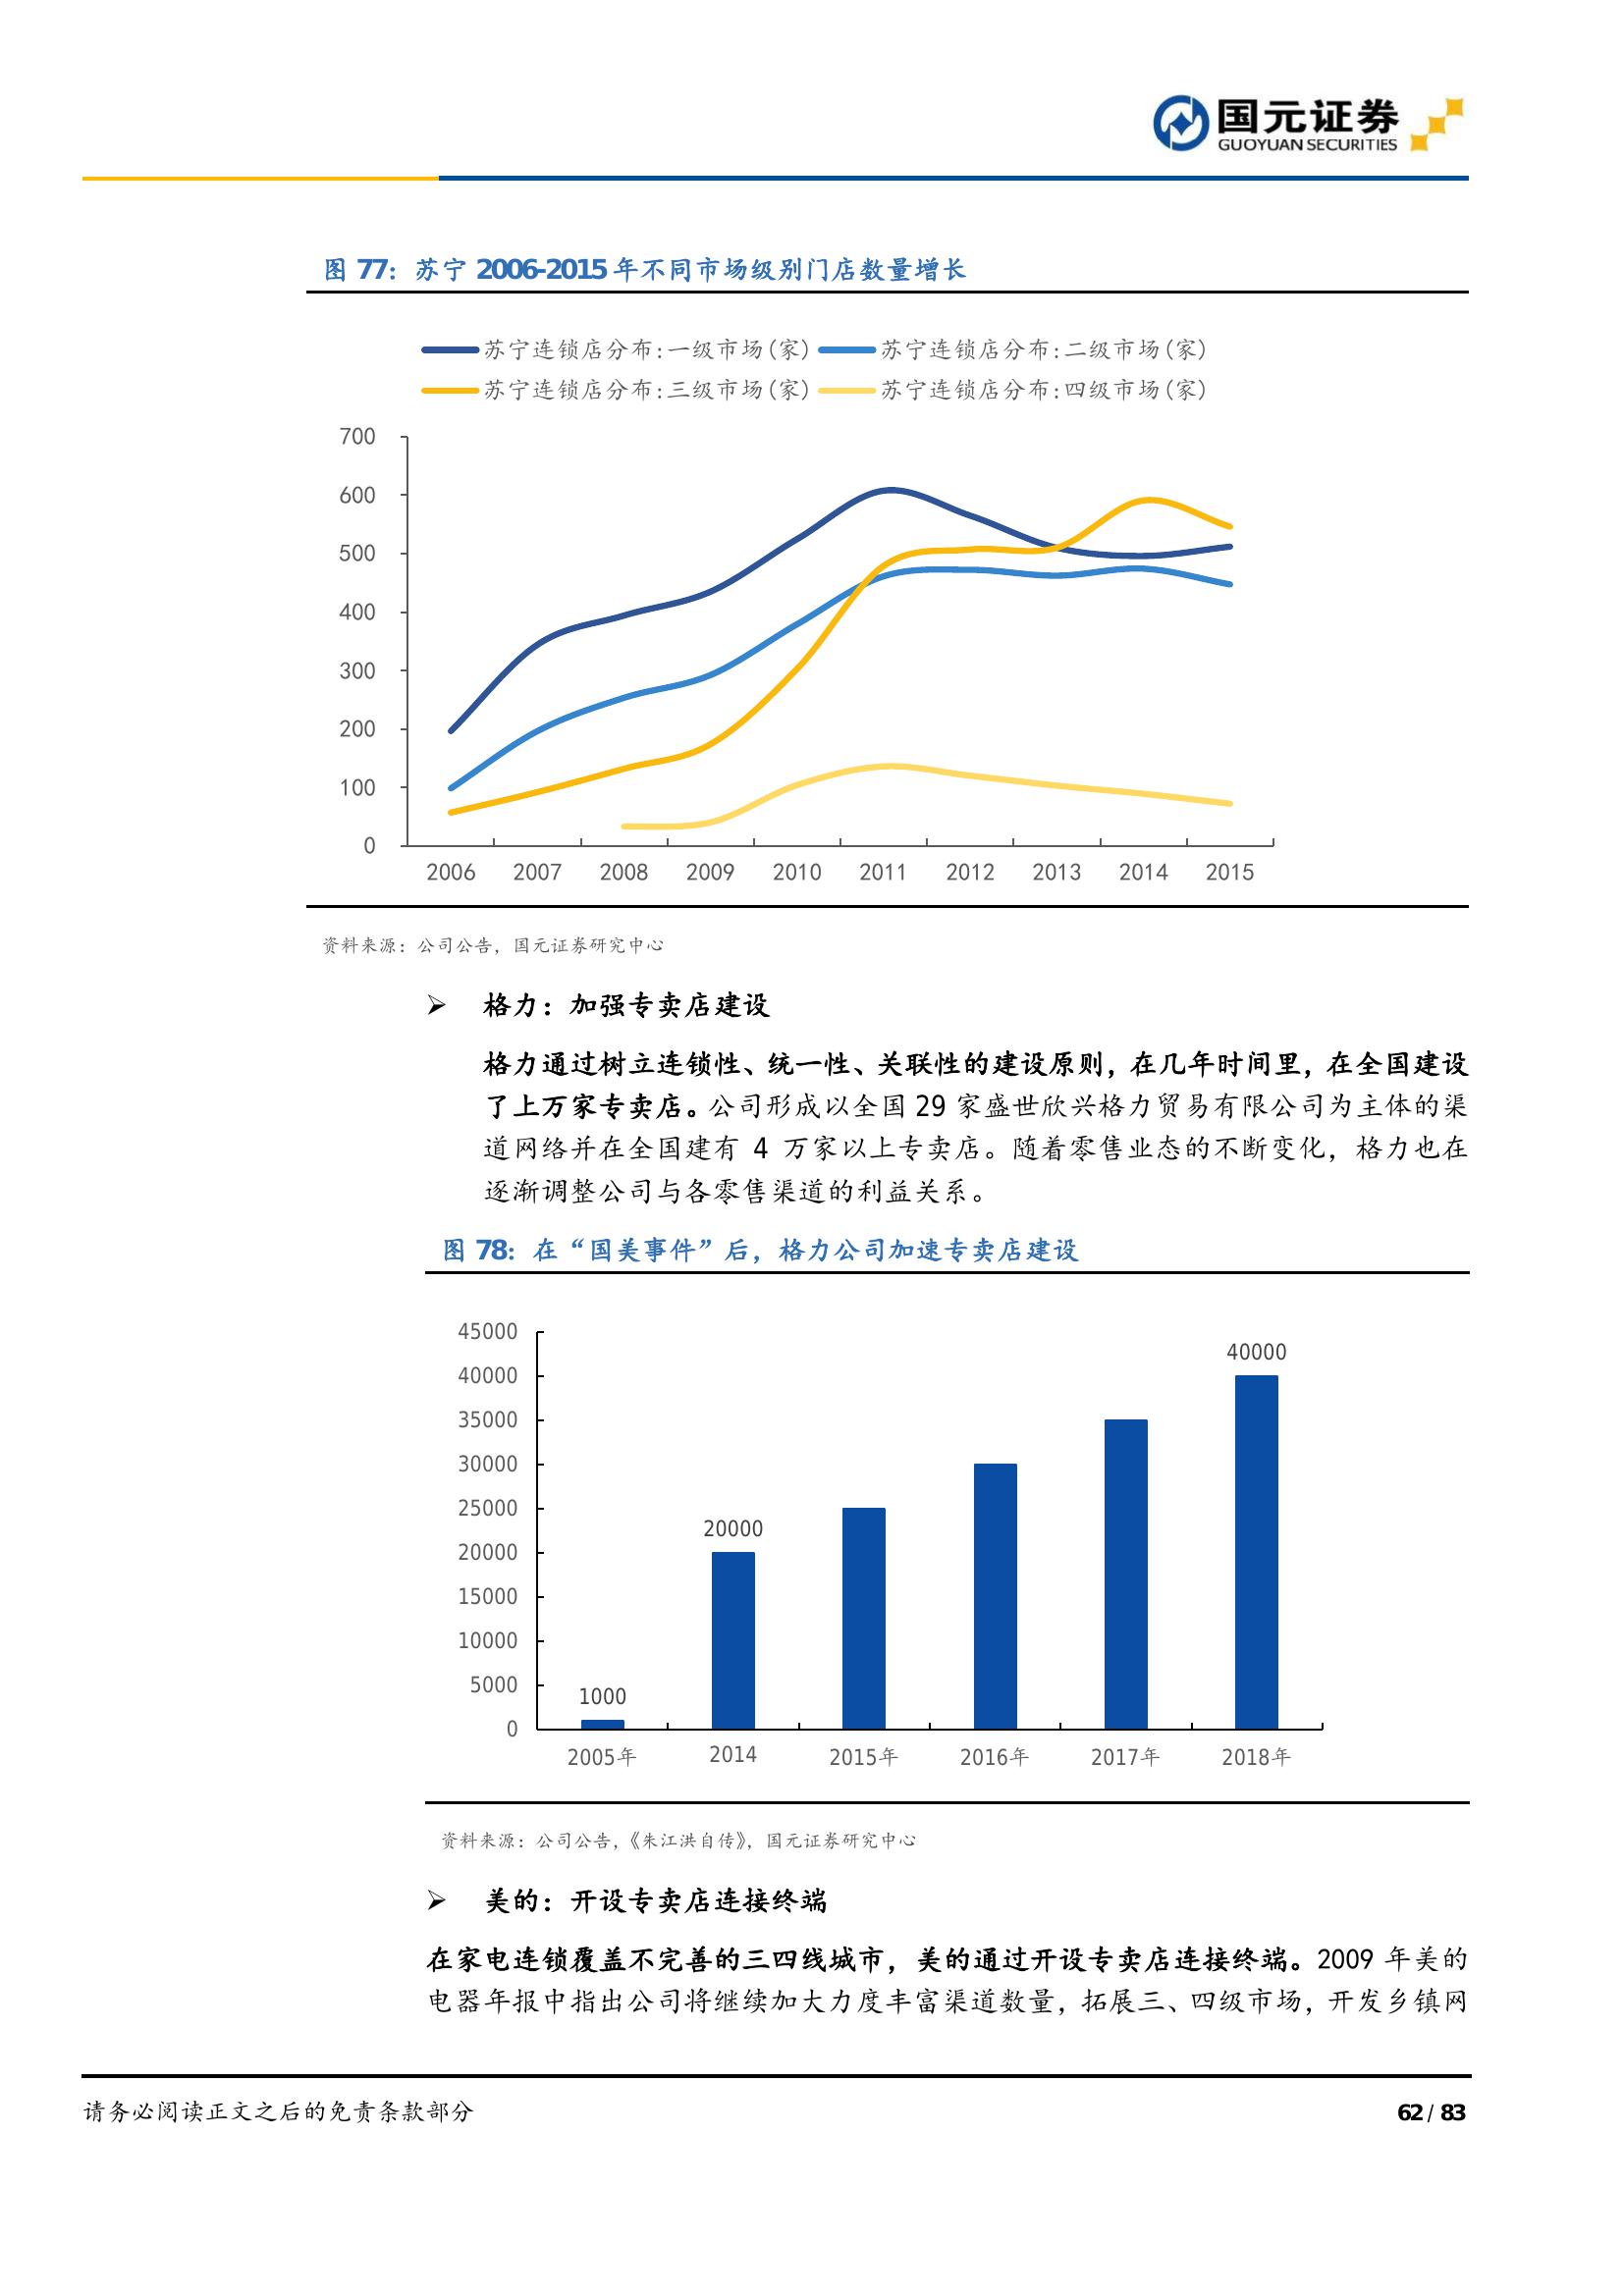 国元证券
GUOYUAN SECURITIES
图 77：苏宁 2006-2015 年不同市场级别门店数量增长
苏宁连锁店分布:一级市场(家) 苏宁连锁店分布:二级市场(家)
苏宁连锁店分布:三级市场(家) 苏宁连锁店分布:四级市场(家)
700
600
500
400
300
200
100
0
2006 2007 2008 2009 2010 2011 2012 2013 2014 2015
资料来源：公司公告，国元证券研究中心
➢ 格力：加强专卖店建设
格力通过树立连锁性、统一性、关联性的建设原则，在几年时间里，在全国建设
了上万家专卖店。公司形成以全国 29 家盛世欣兴格力贸易有限公司为主体的渠
道网络并在全国建有 4 万家以上专卖店。随着零售业态的不断变化，格力也在
逐渐调整公司与各零售渠道的利益关系。
图 78：在“国美事件”后，格力公司加速专卖店建设
45000
40000
35000
30000
25000
20000
15000
10000
5000
0
1000
20000
40000
2005年 2014 2015年 2016年 2017年 2018年
资料来源：公司公告，《朱江洪自传》，国元证券研究中心
➢ 美的：开设专卖店连接终端
在家电连锁覆盖不完善的三四线城市，美的通过开设专卖店连接终端。2009 年美的
电器年报中指出公司将继续加大力度丰富渠道数量，拓展三、四级市场，开发乡镇网
请务必阅读正文之后的免责条款部分
62 / 83